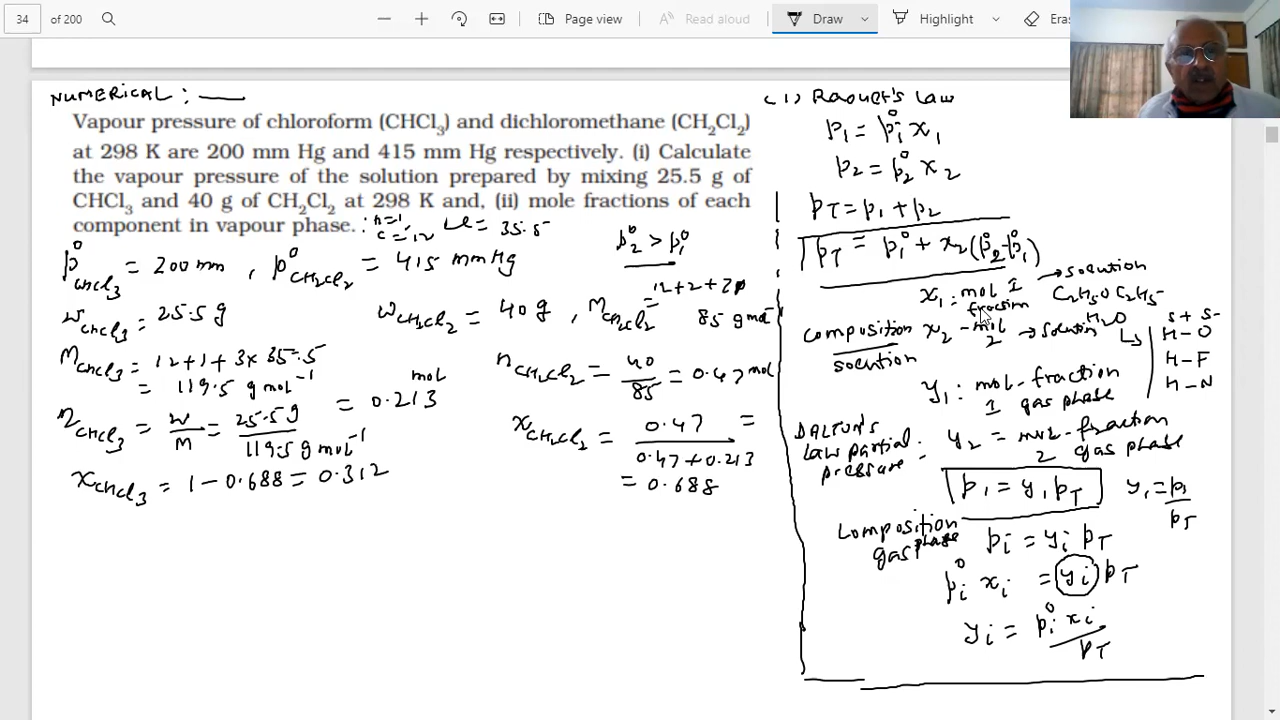 34 of 200 Page view Read aloud Draw Highlight
NUMERICAL :
Vapour pressure of chloroform (CHCl3) and dichloromethane (CH2Cl2)
at 298 K are 200 mm Hg and 415 mm Hg respectively. (i) Calculate
the vapour pressure of the solution prepared by mixing 25.5 g of
CHCl3 and 40 g of CH2Cl2 at 298 K and, (ii) mole fractions of each
component in vapour phase.
H=1, C=12 Cl = 35.5
p°2 > p°1
p°CHCl3 = 200 mm, p°CH2Cl2 = 415 mm Hg
wCHCl3 = 25.5 g
wCH2Cl2 = 40 g, MCH2Cl2 = 12+2+70
85 g mol
MCHCl3 = 12+1+3x35.5
= 119.5 g mol-1
nCHCl3 = w/M = 25.5g/119.5 g mol-1 = 0.213 mol
nCH2Cl2 = 40/85 = 0.47 mol
xCH2Cl2 = 0.47/0.47+0.213 =
= 0.688
xCHCl3 = 1-0.688 = 0.312
(1) Raoult's Law
p1 = p°1 x1
p2 = p°2 x2
pT = p1 + p2
pT = p°1 + x2(p°2-p°1)
x1 : mol 1 fraction → solution
C2H5OC2H5
H2O
composition solution
x2 - mol 2 → Solution
δ+ δ-
H-O
H-F
H-N
y1 : mol-fraction
1 gas phase
DALTON'S
Law partial
pressure
y2 = mol-fraction
2 gas phase
p1 = y1 pT y1 = p1/pT
Composition
gas phase
pi = yi pT
p°i xi = yi pT
yi = p°i xi/pT